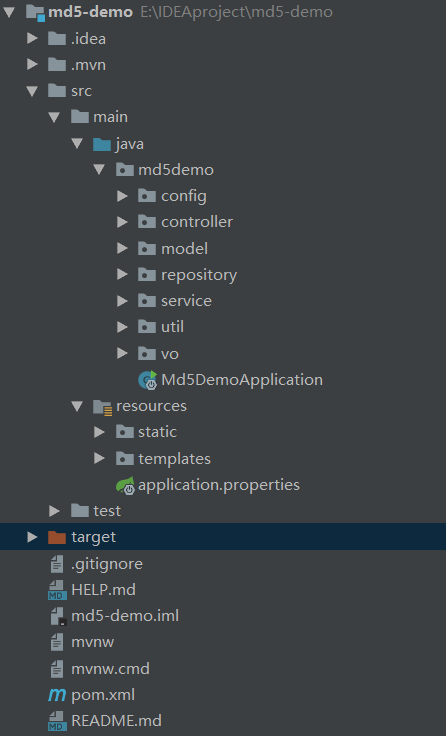 md5-demo E:\IDEAproject\md5-demo
.idea
.mvn
src
main
java
md5demo
config
controller
model
repository
service
util
vo
Md5DemoApplication
resources
static
templates
application.properties
test
target
.gitignore
HELP.md
md5-demo.iml
mvnw
mvnw.cmd
pom.xml
README.md